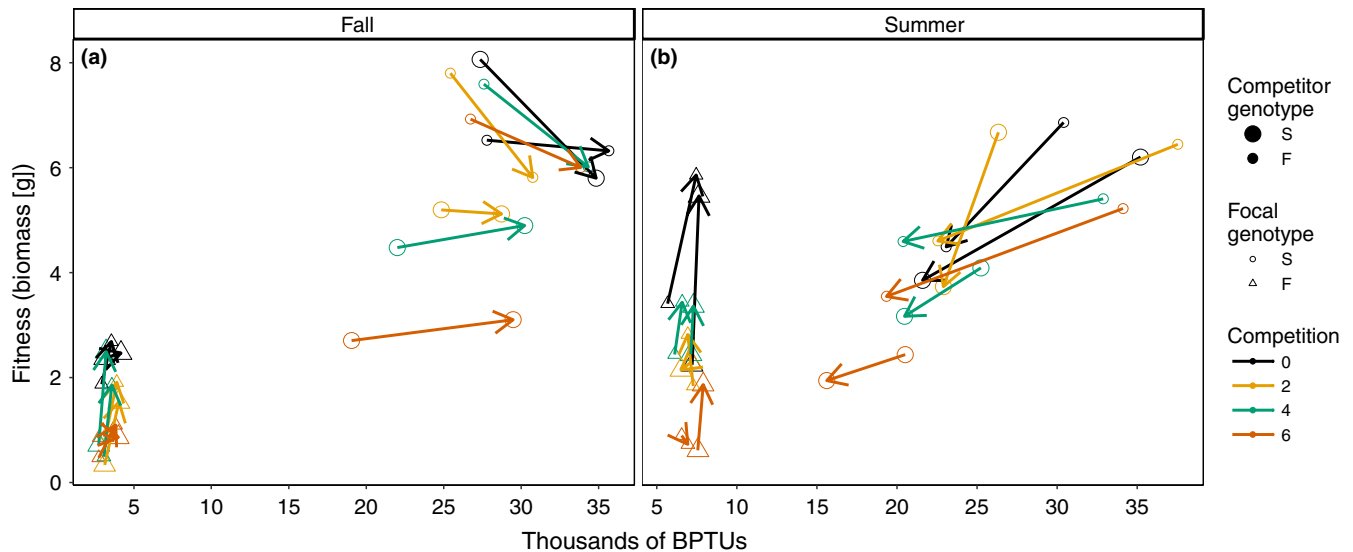 Fall
Summer
(a)
(b)
Fitness (biomass [g])
8
6
4
2
0
5
10
15
20
25
30
35
5
10
15
20
25
30
35
Thousands of BPTUs
Competitor
genotype
S
F
Focal
genotype
S
F
Competition
0
2
4
6